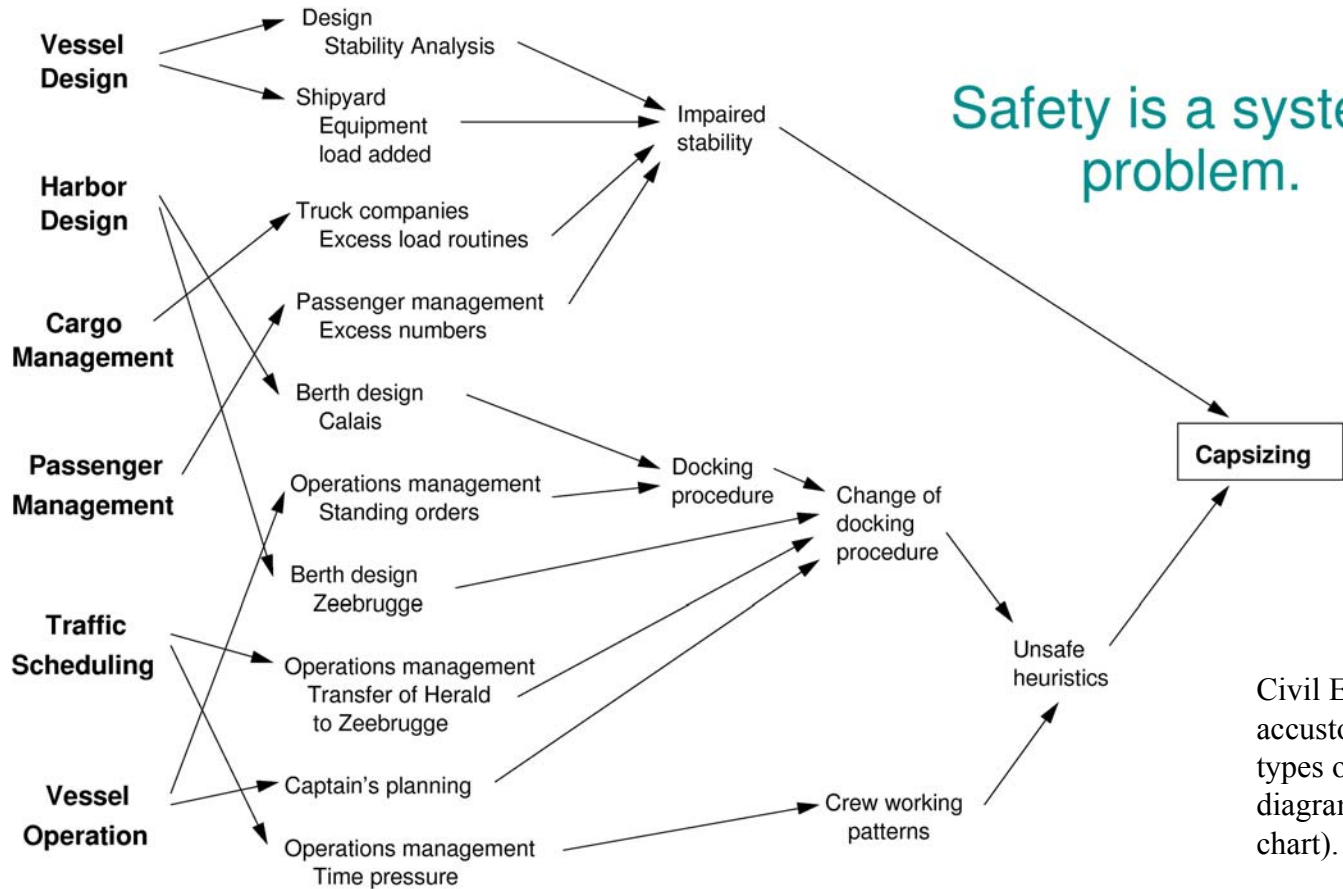 Vessel
Design
Harbor
Design
Cargo
Management
Passenger
Management
Traffic
Scheduling
Vessel
Operation
Design
Stability Analysis
Shipyard
Equipment
load added
Truck companies
Excess load routines
Passenger management
Excess numbers
Berth design
Calais
Operations management
Standing orders
Berth design
Zeebrugge
Operations management
Transfer of Herald
to Zeebrugge
Captain's planning
Operations management
Time pressure
Impaired
stability
Docking
procedure
Change of
docking
procedure
Crew working
patterns
Unsafe
heuristics
Capsizing
Safety is a
problem.
Civil
types
chart).